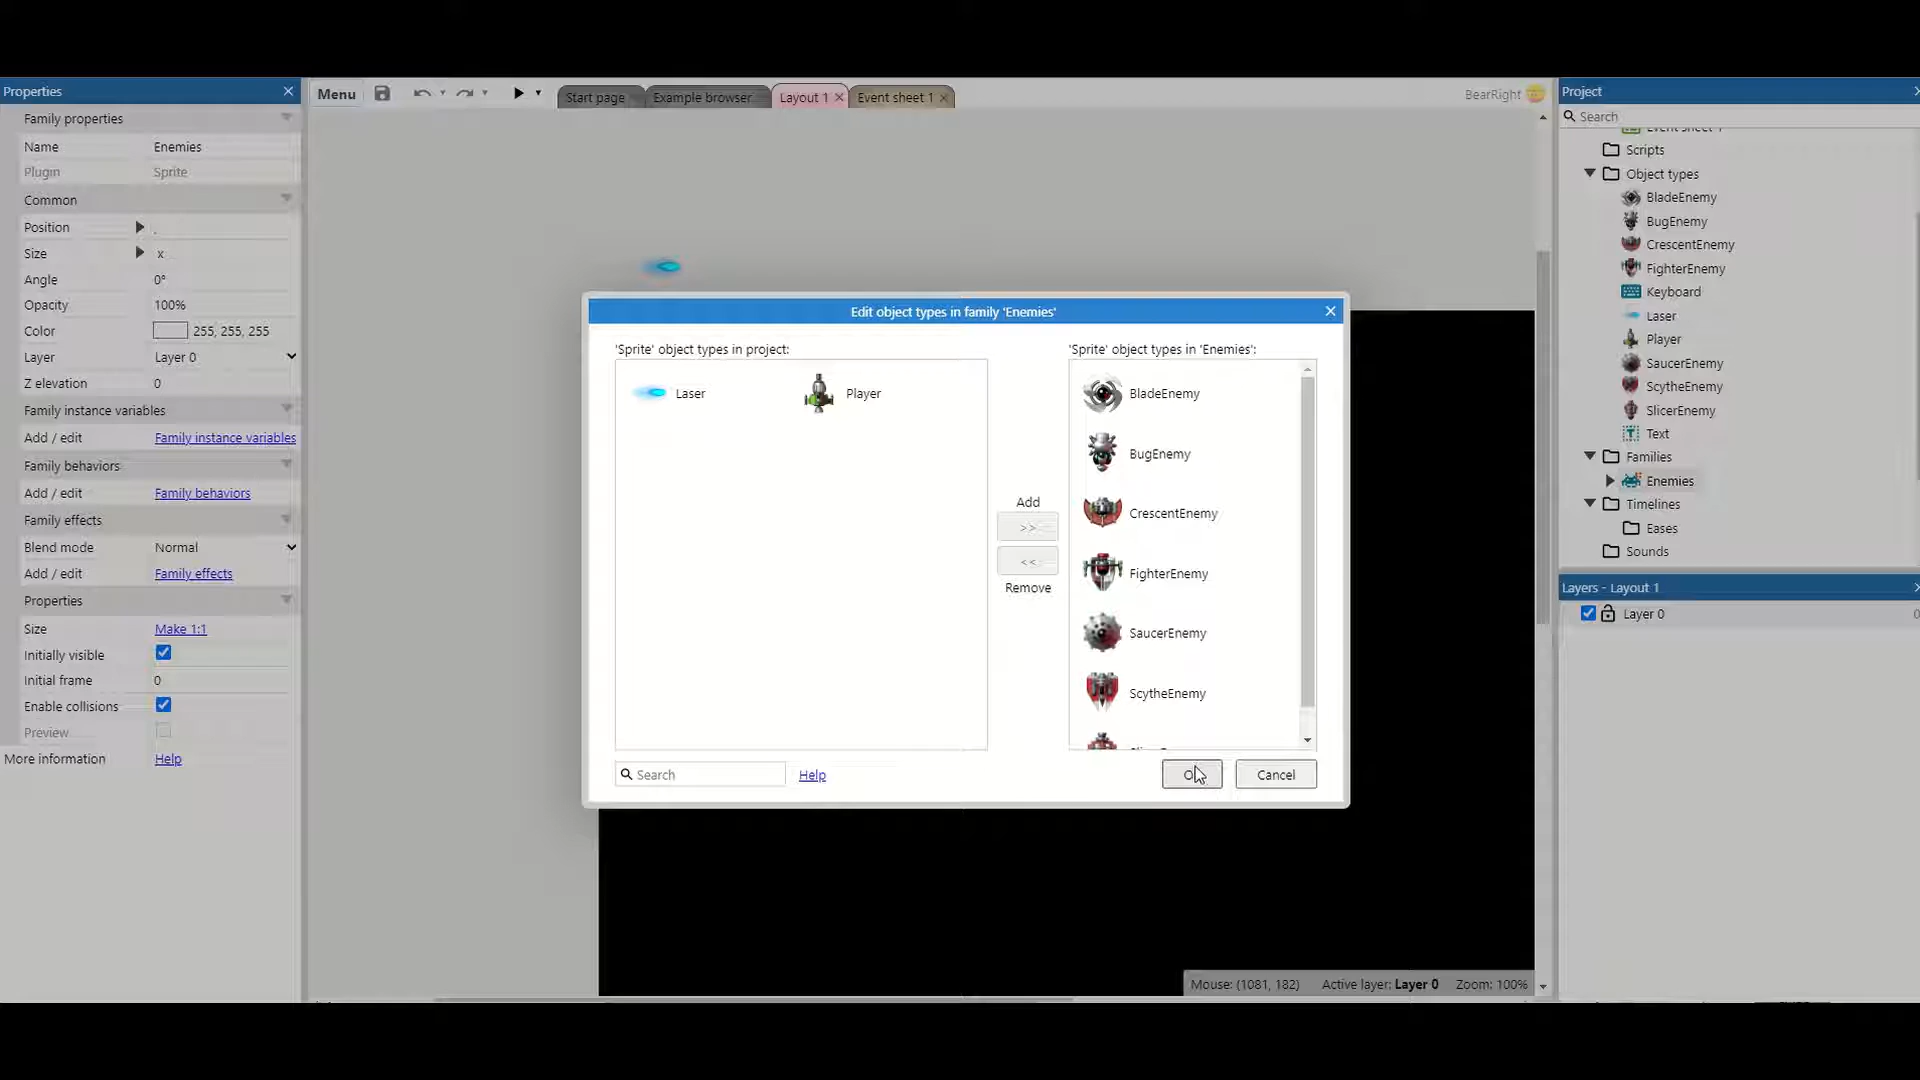 Properties
Menu
Start page
Example browser
Layout 1
Event sheet 1
BearRight
Project
Family properties
Name Enemies
Plugin Sprite
Common
Position ,
Size x
Angle 0°
Opacity 100%
Color 255, 255, 255
Layer Layer 0
Z elevation 0
Family instance variables
Add / edit Family instance variables
Family behaviors
Add / edit Family behaviors
Family effects
Blend mode Normal
Add / edit Family effects
Properties
Size Make 1:1
Initially visible
Initial frame 0
Enable collisions
Preview
More information Help
Edit object types in family 'Enemies'
'Sprite' object types in project:
Laser
Player
Add
>>
<<
Remove
'Sprite' object types in 'Enemies':
BladeEnemy
BugEnemy
CrescentEnemy
FighterEnemy
SaucerEnemy
ScytheEnemy
Search
Help
Cancel
Mouse: (1081, 182) Active layer: Layer 0 Zoom: 100%
Search
Event sheet 1
Scripts
Object types
BladeEnemy
BugEnemy
CrescentEnemy
FighterEnemy
Keyboard
Laser
Player
SaucerEnemy
ScytheEnemy
SlicerEnemy
Text
Families
Enemies
Timelines
Eases
Sounds
Layers - Layout 1
Layer 0
0